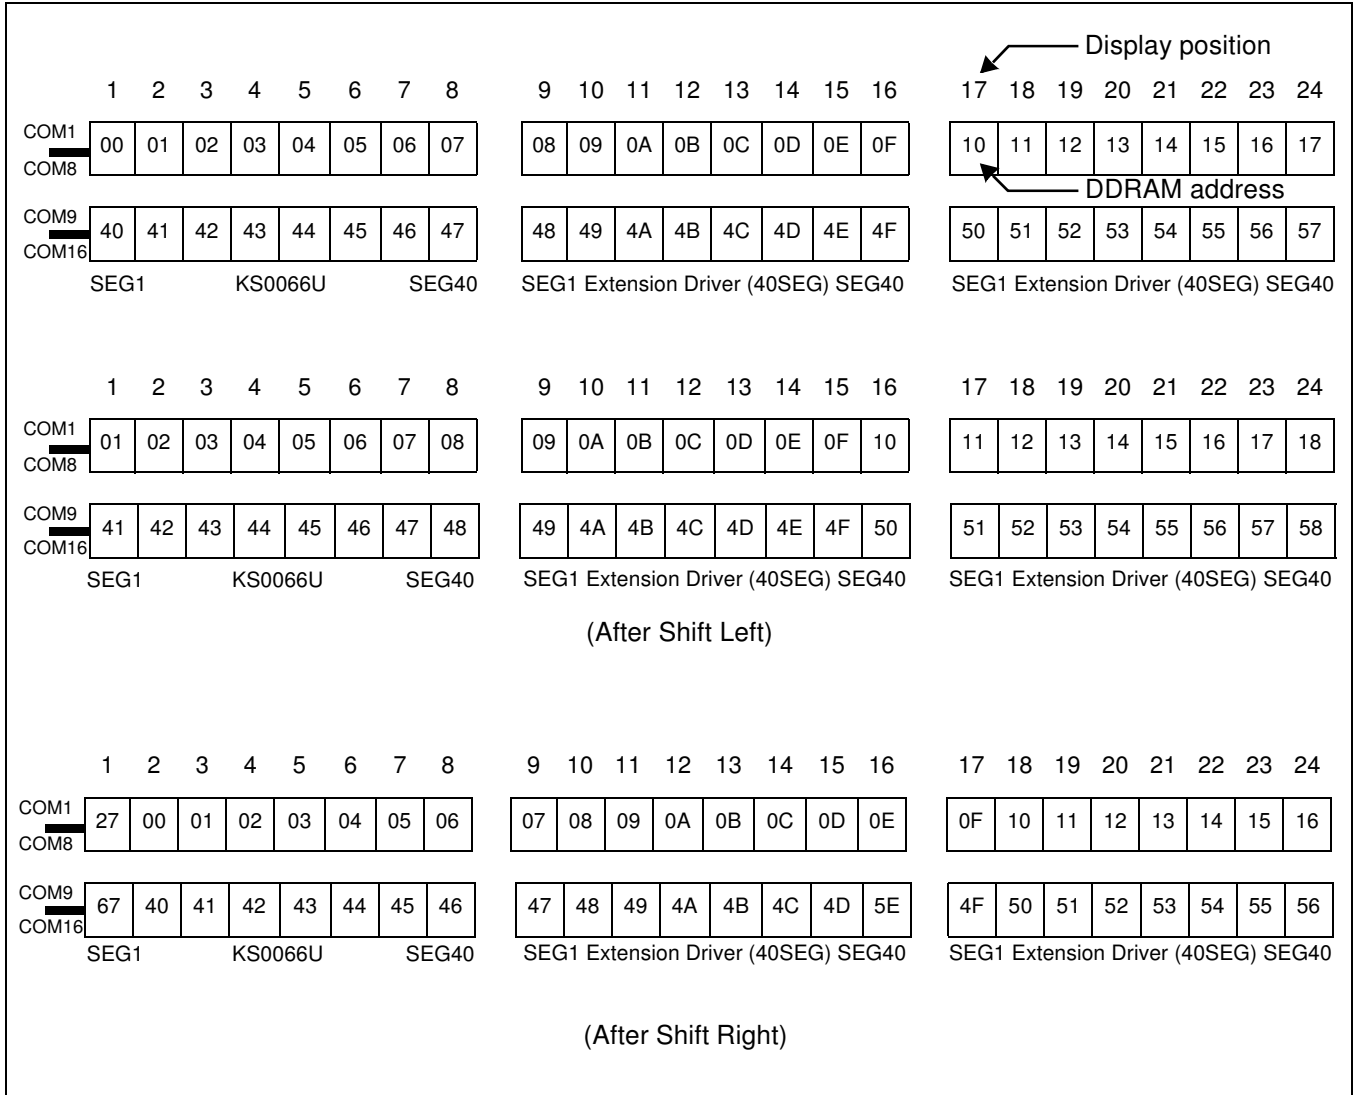 Display position
1 2 3 4 5 6 7 8 9 10 11 12 13 14 15 16 17 18 19 20 21 22 23 24
COM1
00 01 02 03 04 05 06 07 08 09 0A 0B 0C 0D 0E 0F 10 11 12 13 14 15 16 17
COM8
DDRAM address
COM9
40 41 42 43 44 45 46 47 48 49 4A 4B 4C 4D 4E 4F 50 51 52 53 54 55 56 57
COM16
SEG1 KS0066U SEG40 SEG1 Extension Driver (40SEG) SEG40 SEG1 Extension Driver (40SEG) SEG40
1 2 3 4 5 6 7 8 9 10 11 12 13 14 15 16 17 18 19 20 21 22 23 24
COM1
01 02 03 04 05 06 07 08 09 0A 0B 0C 0D 0E 0F 10 11 12 13 14 15 16 17 18
COM8
COM9
41 42 43 44 45 46 47 48 49 4A 4B 4C 4D 4E 4F 50 51 52 53 54 55 56 57 58
COM16
SEG1 KS0066U SEG40 SEG1 Extension Driver (40SEG) SEG40 SEG1 Extension Driver (40SEG) SEG40
(After Shift Left)
1 2 3 4 5 6 7 8 9 10 11 12 13 14 15 16 17 18 19 20 21 22 23 24
COM1
27 00 01 02 03 04 05 06 07 08 09 0A 0B 0C 0D 0E 0F 10 11 12 13 14 15 16
COM8
COM9
67 40 41 42 43 44 45 46 47 48 49 4A 4B 4C 4D 5E 4F 50 51 52 53 54 55 56
COM16
SEG1 KS0066U SEG40 SEG1 Extension Driver (40SEG) SEG40 SEG1 Extension Driver (40SEG) SEG40
(After Shift Right)